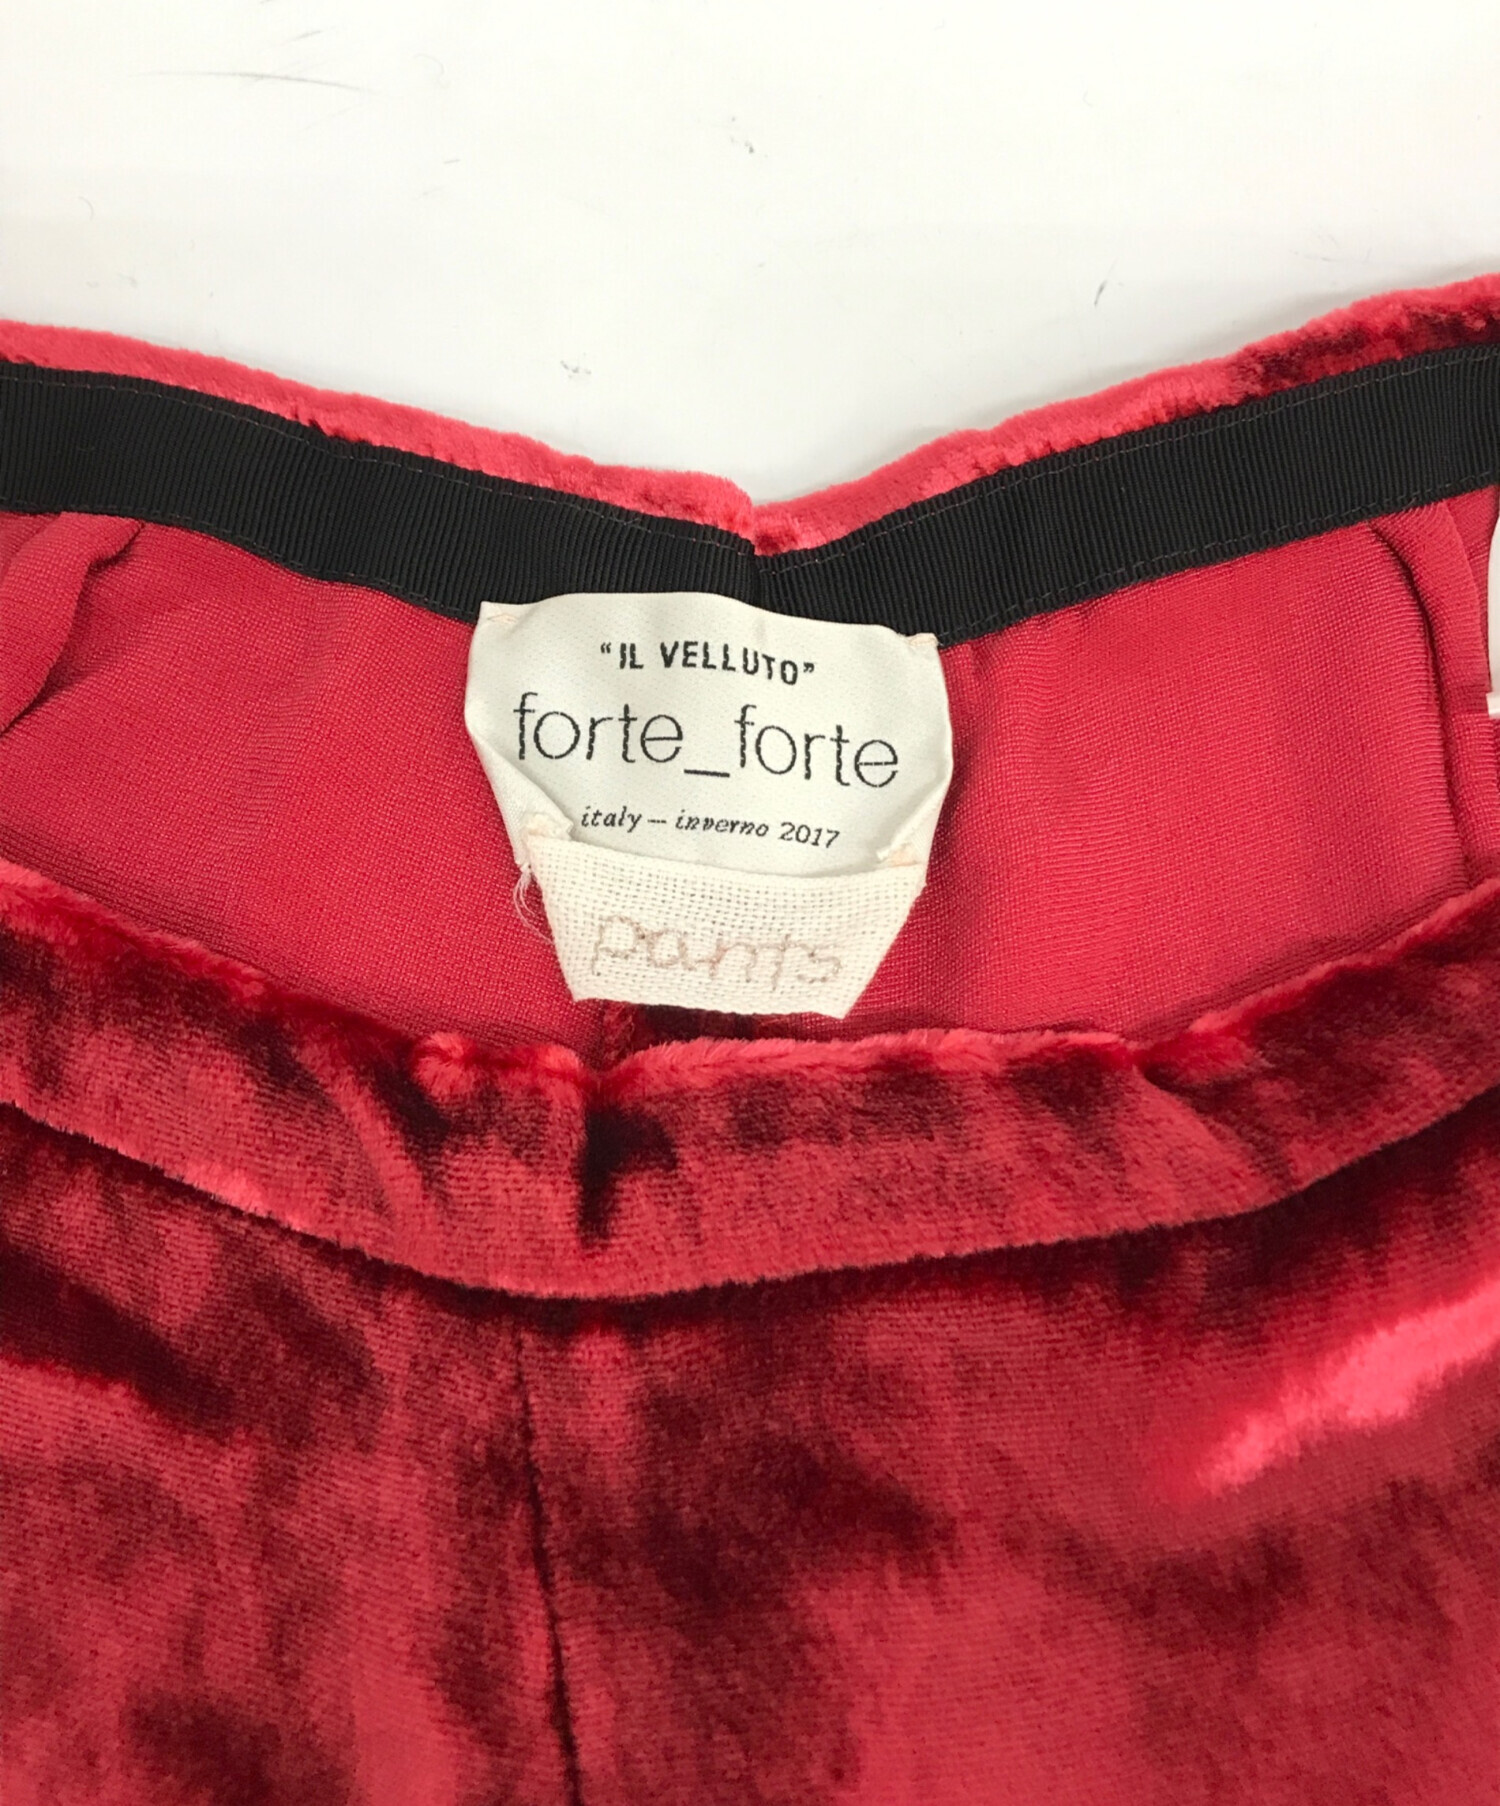 “IL VELLUTO”
forte_forte
italy – inverno 2017
pants